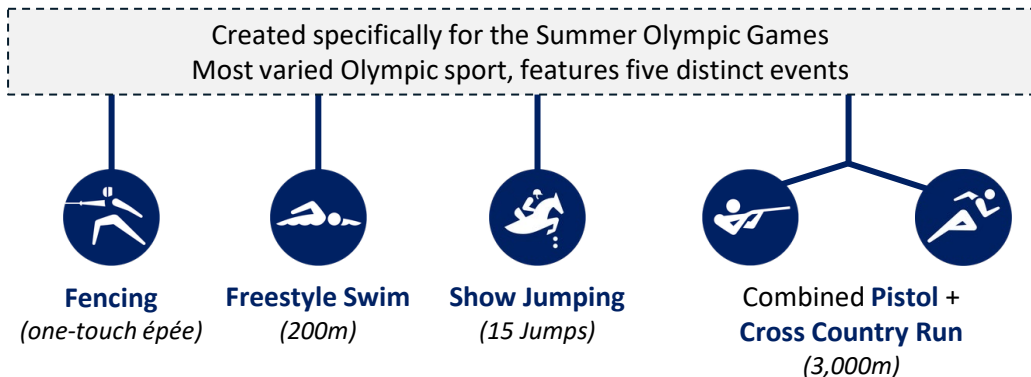 Created specifically for the Summer Olympic Games
Most varied Olympic sport, features five distinct events
Fencing
(one-touch épée)
Freestyle Swim
(200m)
Show Jumping
(15 Jumps)
Combined Pistol +
Cross Country Run
(3,000m)